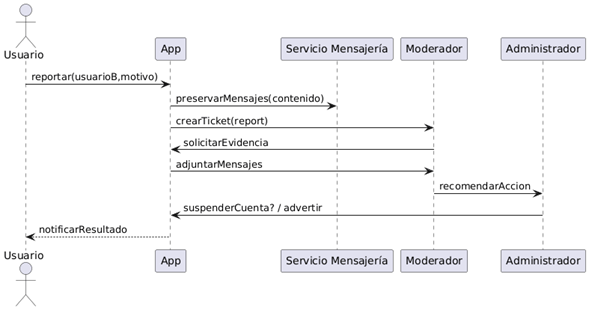 Usuario
App
Servicio Mensajería
Moderador
Administrador
reportar(usuarioB,motivo)
preservarMensajes(contenido)
crearTicket(report)
solicitarEvidencia
adjuntarMensajes
recomendarAccion
suspenderCuenta? / advertir
notificarResultado
Usuario
App
Servicio Mensajería
Moderador
Administrador